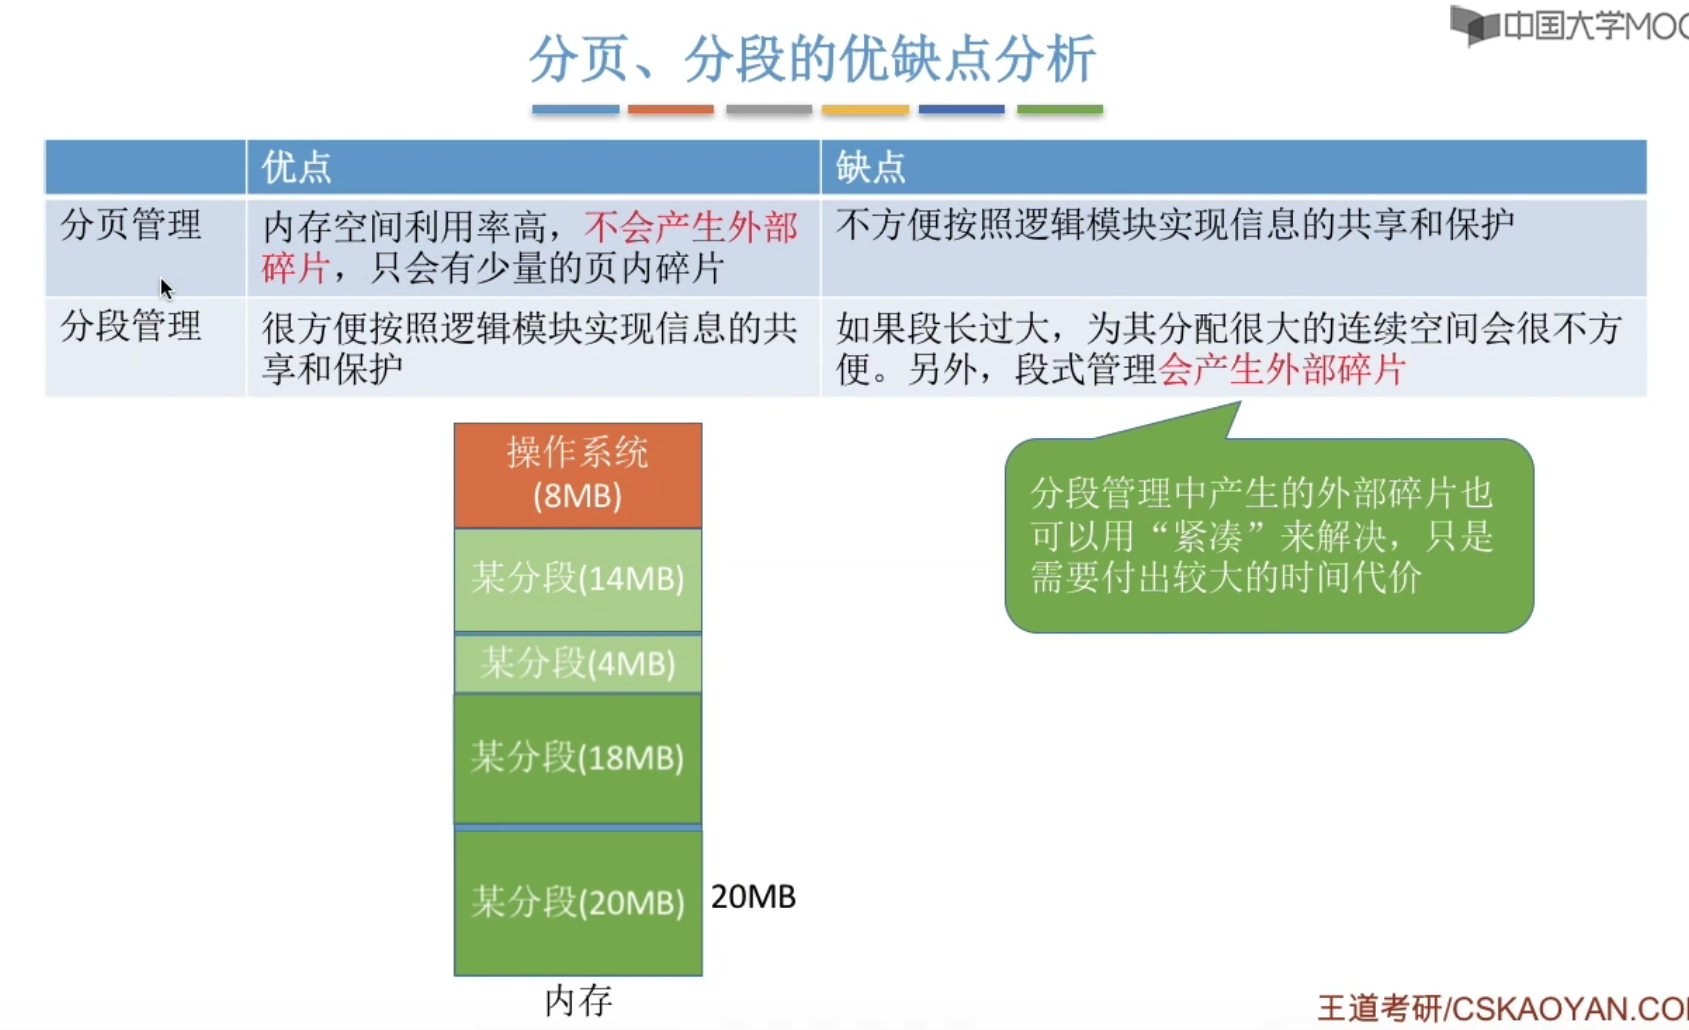 中国大学MOO
分页、分段的优缺点分析
优点
缺点
分页管理
内存空间利用率高，不会产生外部
碎片，只会有少量的页内碎片
不方便按照逻辑模块实现信息的共享和保护
分段管理
很方便按照逻辑模块实现信息的共
享和保护
如果段长过大，为其分配很大的连续空间会很不方
便。另外，段式管理会产生外部碎片
操作系统
(8MB)
某分段(14MB)
某分段(4MB)
某分段(18MB)
某分段(20MB)
20MB
内存
分段管理中产生的外部碎片也
可以用“紧凑”来解决，只是
需要付出较大的时间代价
王道考研/CSKAOYAN.CO